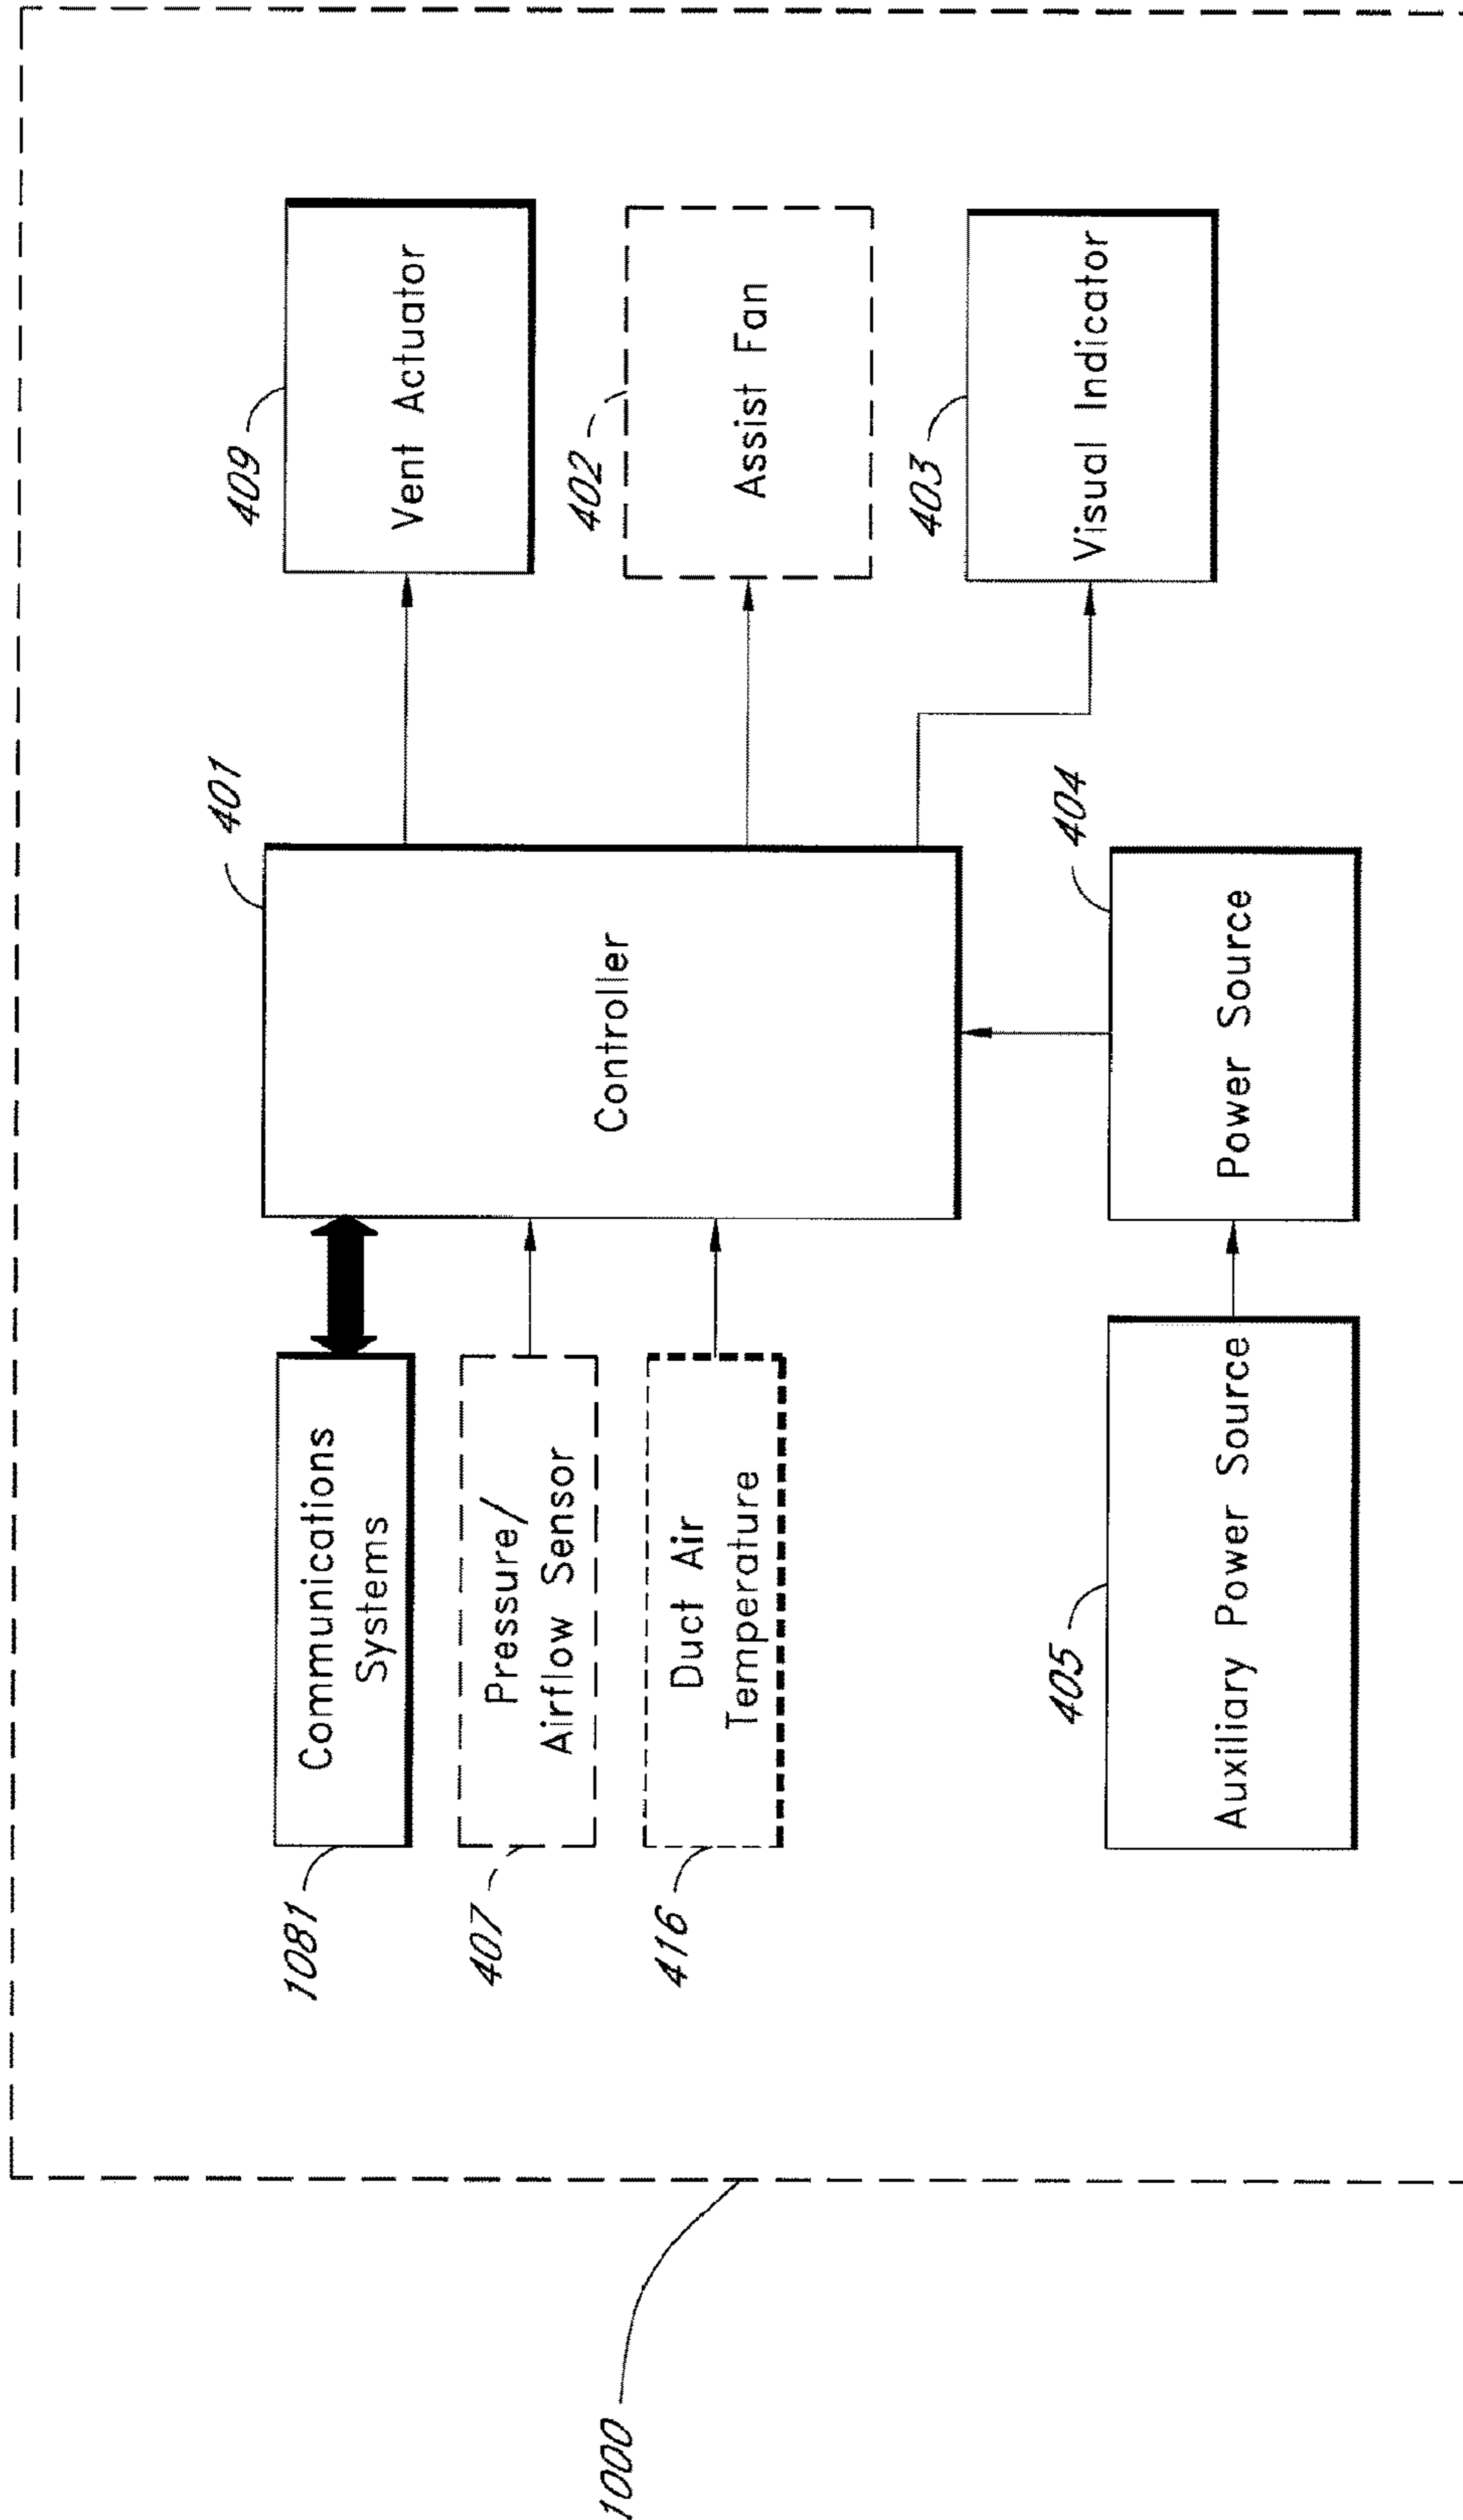 401
409
1081
Communications
Systems
Vent Actuator
407
Pressure/
Airflow Sensor
Controller
402
Assist Fan
416
Duct Air
Temperature
403
Visual Indicator
1000
405
404
Auxiliary Power Source
Power Source